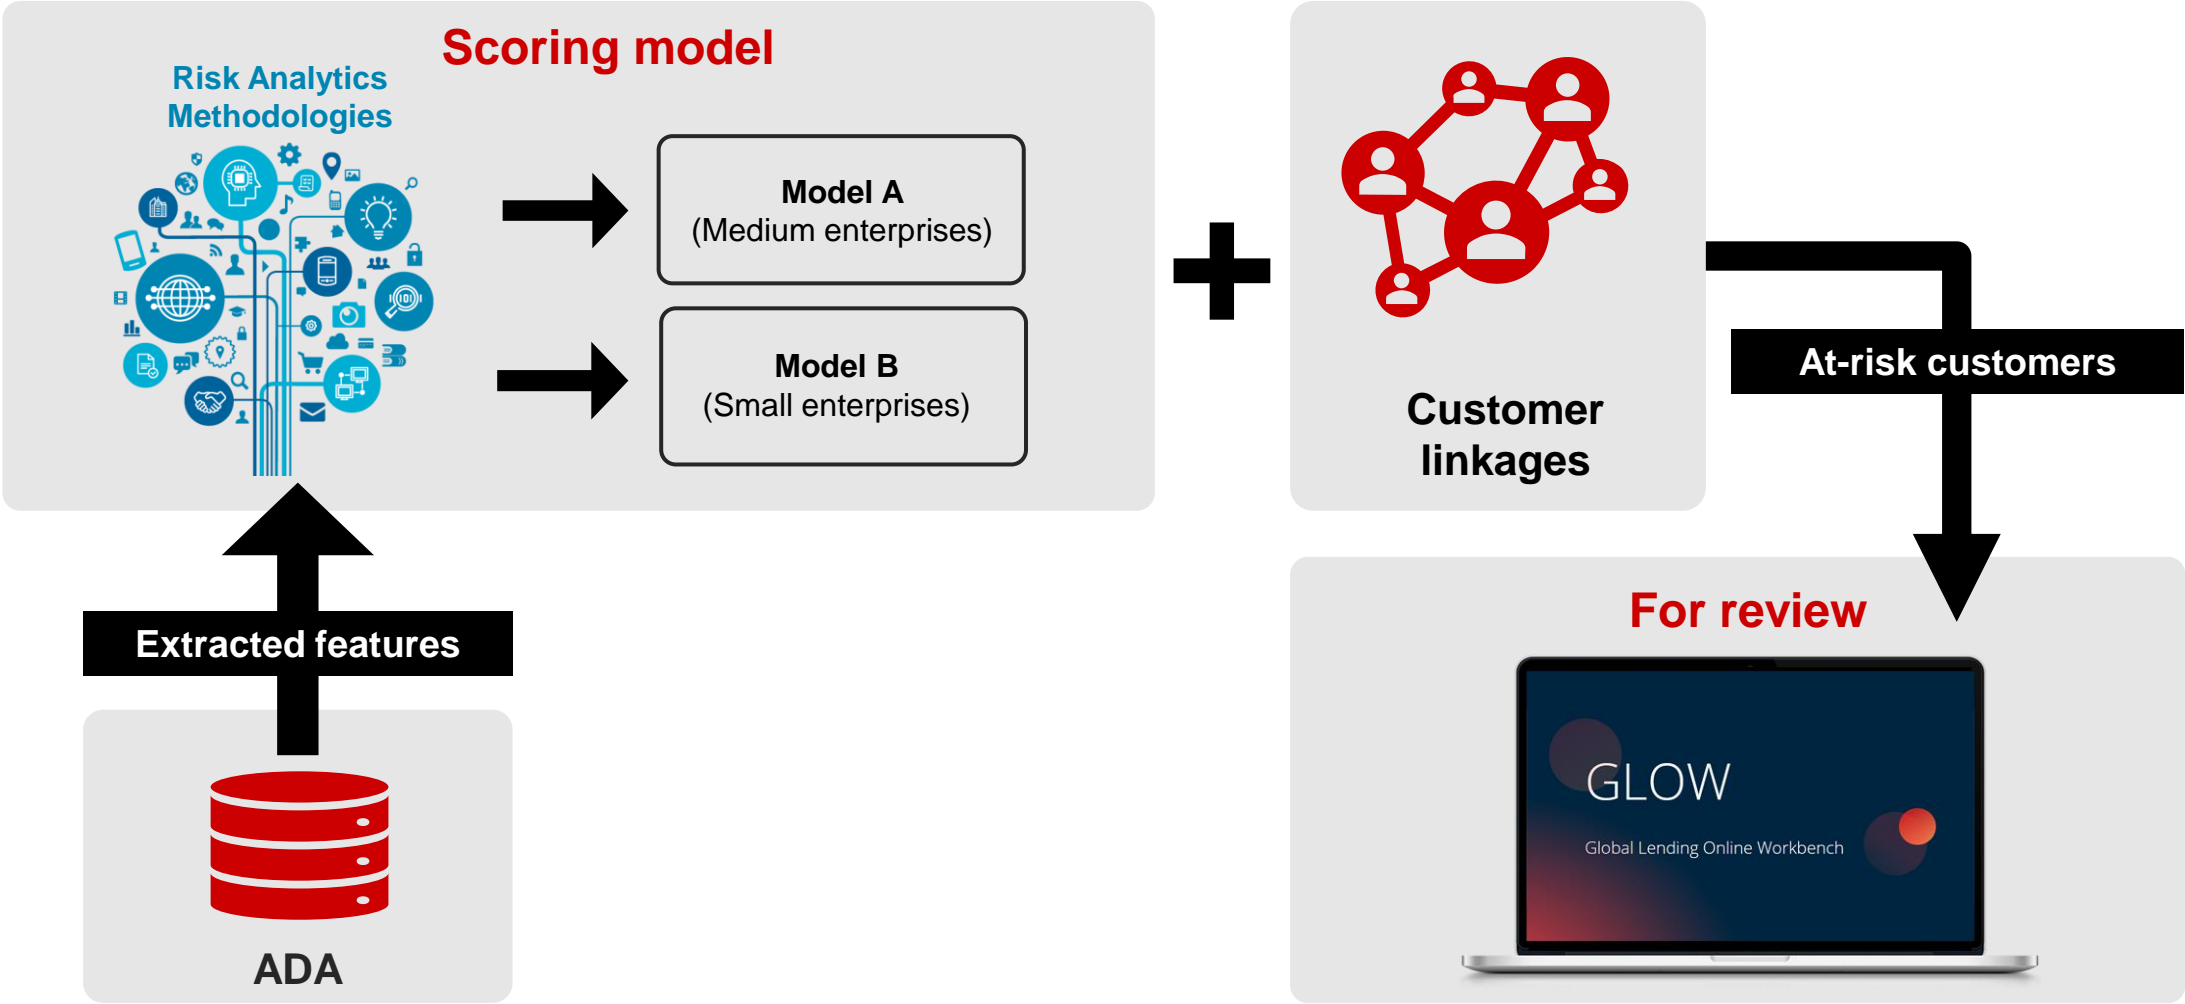 Scoring model
Risk Analytics
Methodologies
Model A
(Medium enterprises)
Model B
(Small enterprises)
Customer
linkages
At-risk customers
Extracted features
ADA
For review
GLOW
Global Lending Online Workbench